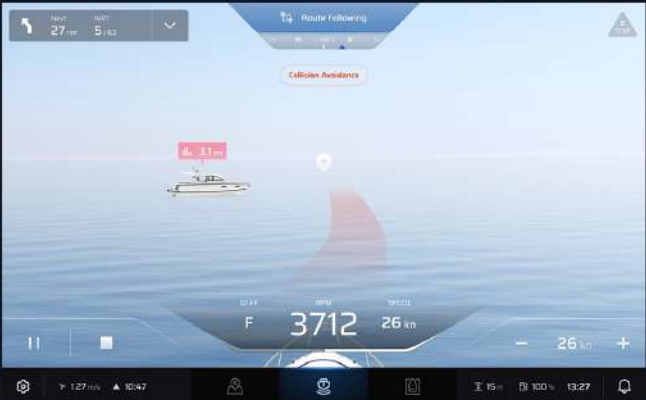 Next WPT
27 nm 5/63
Route Following
Collision Avoidance
3.1
GEAR RPM SPEED
F 3712 26 kn
26 kn
1.27 m/s 10:47
15 m 100 % 13:27